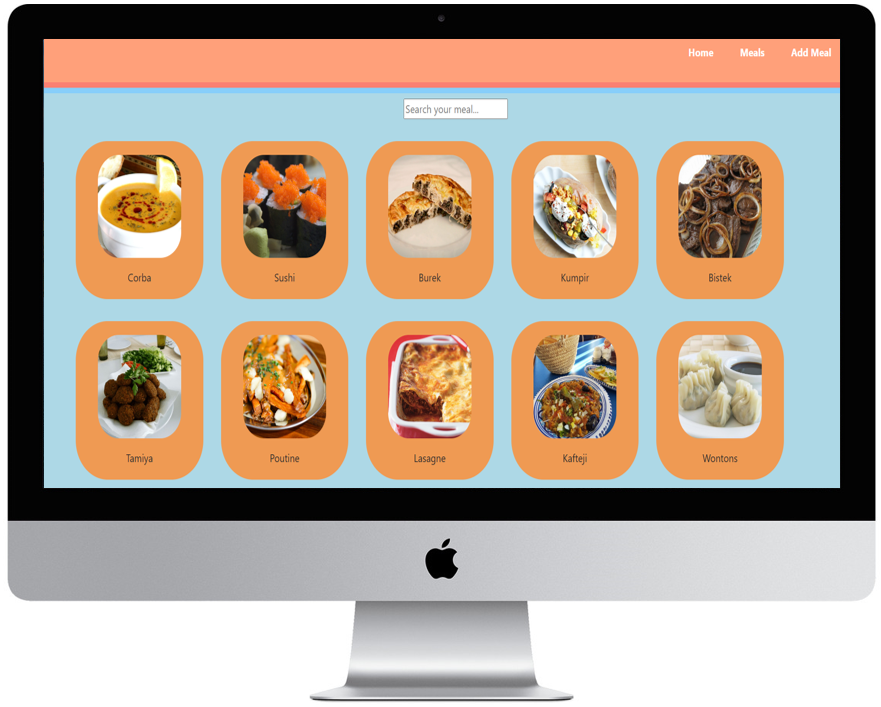 Home Meals Add Meal
Search your meal...
Corba Sushi Burek Kumpir Bistek
Tamiya Poutine Lasagne Kafteji Wontons